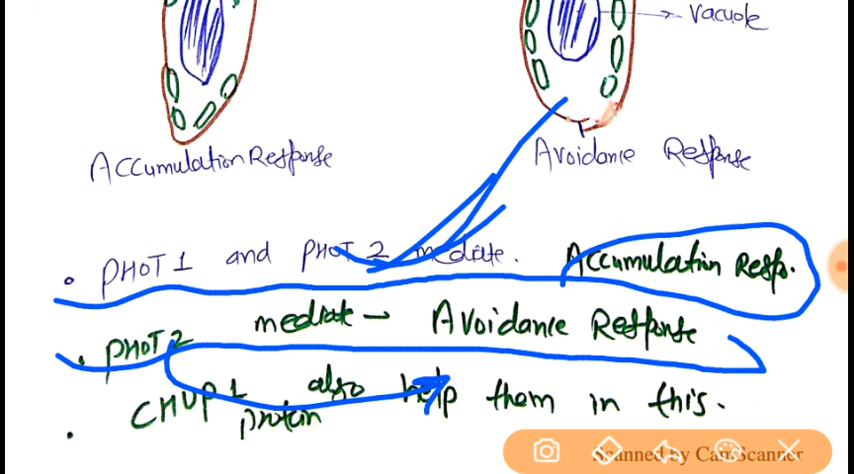 Vacuole
Accumulation Response
Avoidance Response
• PHOT 1 and PHOT 2 mediate. Accumulation Resp.
• PHOT 2 mediate – Avoidance Response
• CHUP 1 protein also help them in this.
Scanned by CamScanner